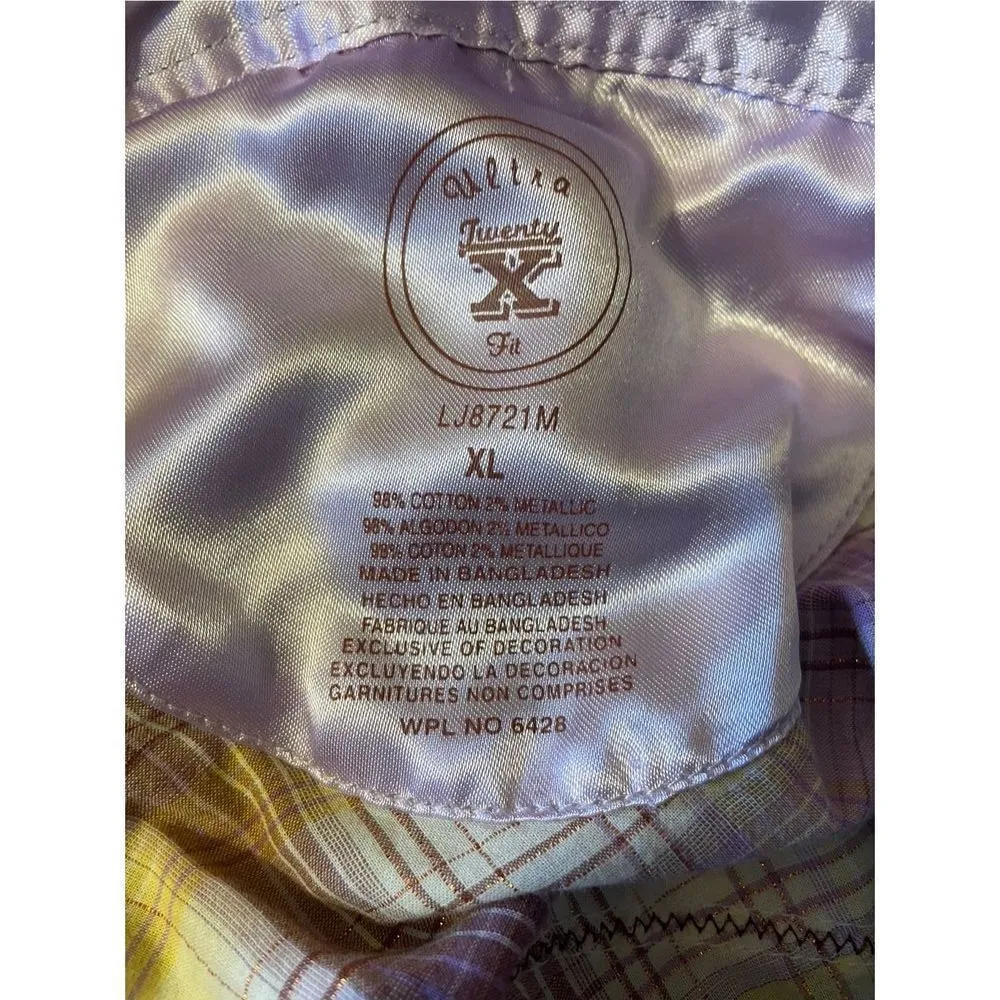 Ultra
Twenty
X
Fit
LJ8721M
XL
98% COTTON 2% METALLIC
98% ALGODON 2% METALLICO
98% COTON 2% METALLIQUE
MADE IN BANGLADESH
HECHO EN BANGLADESH
FABRIQUE AU BANGLADESH
EXCLUSIVE OF DECORATION
EXCLUYENDO LA DECORACION
GARNITURES NON COMPRISES
WPL NO 6428